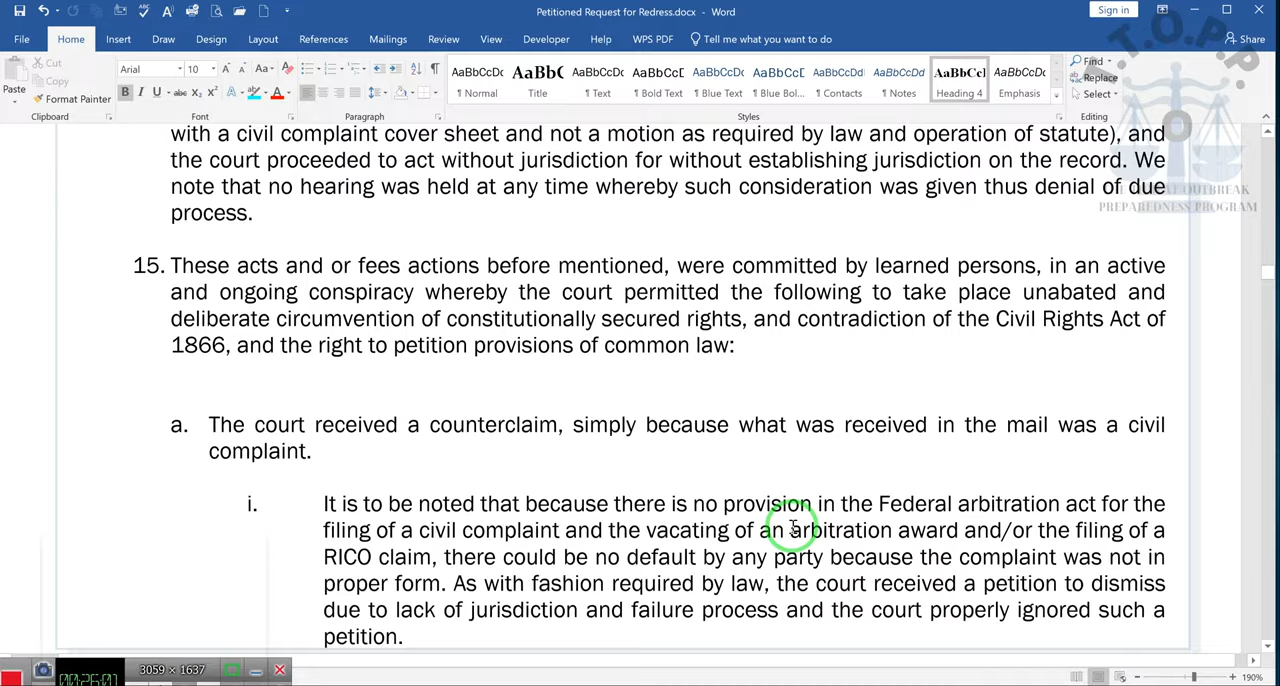 Petitioned Request for Redress.docx - Word
Sign in
File Home Insert Draw Design Layout References Mailings Review View Developer Help WPS PDF Tell me what you want to do Share
Paste
Cut
Copy
Format Painter
Clipboard
Arial 10
Font
Paragraph
AaBbCcDc AaBbC AaBbCcDc AaBbCcD AaBbCcDc AaBbCcDc AaBbCcDd AaBbCcDd AaBbCcI AaBbCcDc
¶ Normal Title ¶ Text ¶ Bold Text ¶ Blue Text ¶ Blue Bol... ¶ Contacts ¶ Notes Heading 4 Emphasis
Styles
Find
Replace
Select
Editing
T.O.P.P.
OUTBREAK
PREPAREDNESS PROGRAM
with a civil complaint cover sheet and not a motion as required by law and operation of statute), and
the court proceeded to act without jurisdiction for without establishing jurisdiction on the record. We
note that no hearing was held at any time whereby such consideration was given thus denial of due
process.
15. These acts and or fees actions before mentioned, were committed by learned persons, in an active
and ongoing conspiracy whereby the court permitted the following to take place unabated and
deliberate circumvention of constitutionally secured rights, and contradiction of the Civil Rights Act of
1866, and the right to petition provisions of common law:
a. The court received a counterclaim, simply because what was received in the mail was a civil
complaint.
i. It is to be noted that because there is no provision in the Federal arbitration act for the
filing of a civil complaint and the vacating of an arbitration award and/or the filing of a
RICO claim, there could be no default by any party because the complaint was not in
proper form. As with fashion required by law, the court received a petition to dismiss
due to lack of jurisdiction and failure process and the court properly ignored such a
petition.
00:26:01
3059 × 1637
190%